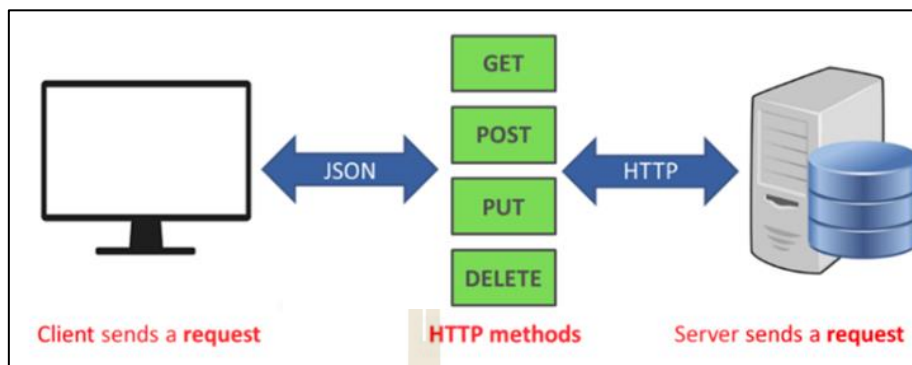 GET
POST
JSON
HTTP
PUT
DELETE
Client sends a request
HTTP methods
Server sends a request